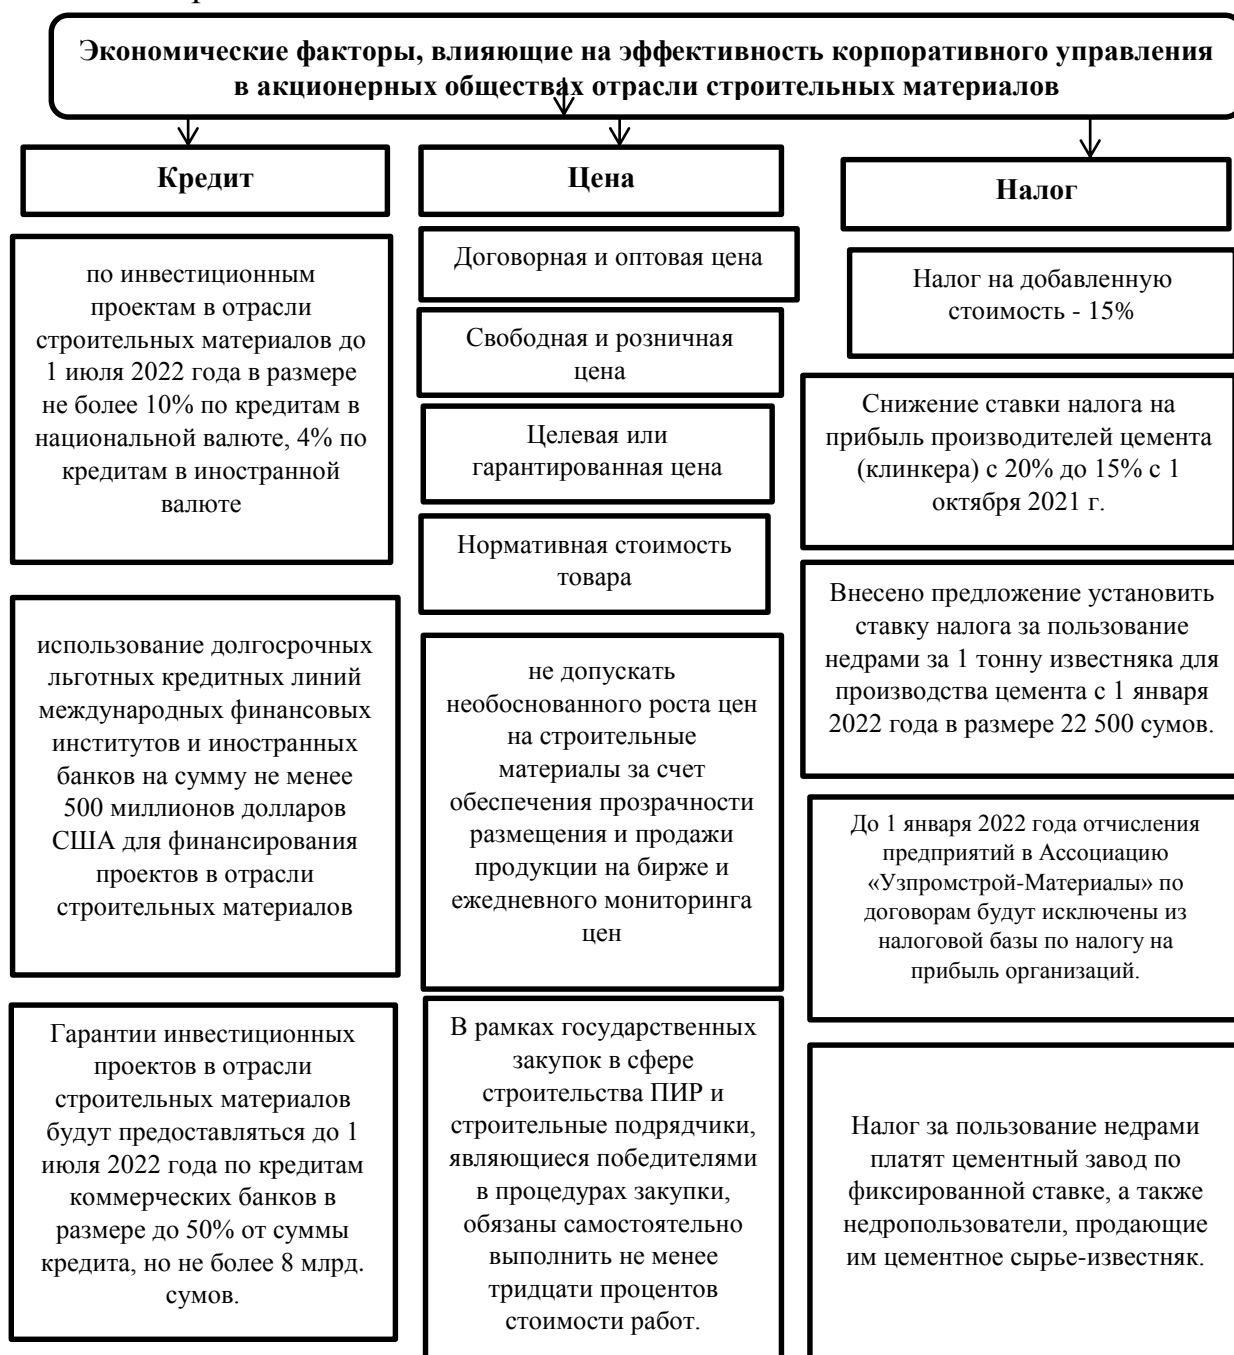 Экономические факторы, влияющие на эффективность корпоративного управления
в акционерных обществах отрасли строительных материалов
Кредит
по инвестиционным
проектам в отрасли
строительных материалов до
1 июля 2022 года в размере
не более 10% по кредитам в
национальной валюте, 4% по
кредитам в иностранной
валюте
использование долгосрочных
льготных кредитных линий
международных финансовых
институтов и иностранных
банков на сумму не менее
500 миллионов долларов
США для финансирования
проектов в отрасли
строительных материалов
Гарантии инвестиционных
проектов в отрасли
строительных материалов
будут предоставляться до 1
июля 2022 года по кредитам
коммерческих банков в
размере до 50% от суммы
кредита, но не более 8 млрд.
сумов.
Цена
Договорная и оптовая цена
Свободная и розничная
цена
Целевая или
гарантированная цена
Нормативная стоимость
товара
не допускать
необоснованного роста цен
на строительные
материалы за счет
обеспечения прозрачности
размещения и продажи
продукции на бирже и
ежедневного мониторинга
цен
В рамках государственных
закупок в сфере
строительства ПИР и
строительные подрядчики,
являющиеся победителями
в процедурах закупки,
обязаны самостоятельно
выполнить не менее
тридцати процентов
стоимости работ.
Налог
Налог на добавленную
стоимость - 15%
Снижение ставки налога на
прибыль производителей цемента
(клинкера) с 20% до 15% с 1
октября 2021 г.
Внесено предложение установить
ставку налога за пользование
недрами за 1 тонну известняка для
производства цемента с 1 января
2022 года в размере 22 500 сумов.
До 1 января 2022 года отчисления
предприятий в Ассоциацию
«Узпромстрой-Материалы» по
договорам будут исключены из
налоговой базы по налогу на
прибыль организаций.
Налог за пользование недрами
платят цементный завод по
фиксированной ставке, а также
недропользователи, продающие
им цементное сырье-известняк.